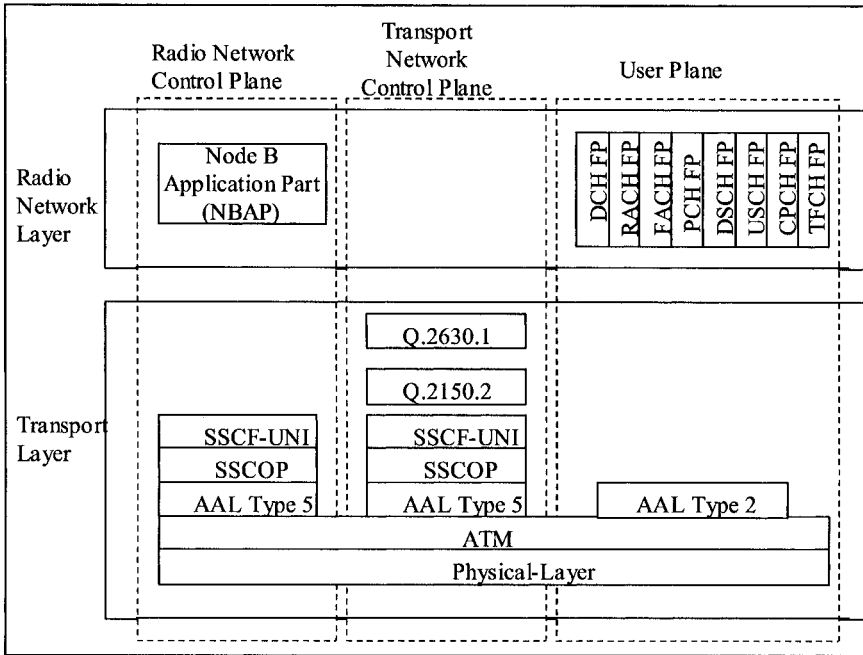 Radio Network
Control Plane
Transport
Network
Control Plane
User Plane
Radio
Network
Layer
Node B
Application Part
(NBAP)
DCH FP
RACH FP
FACH FP
PCH FP
DSCH FP
USCH FP
CPCH FP
TFCH FP
Transport
Layer
Q.2630.1
Q.2150.2
SSCF-UNI
SSCOP
AAL Type 5
SSCF-UNI
SSCOP
AAL Type 5
AAL Type 2
ATM
Physical-Layer